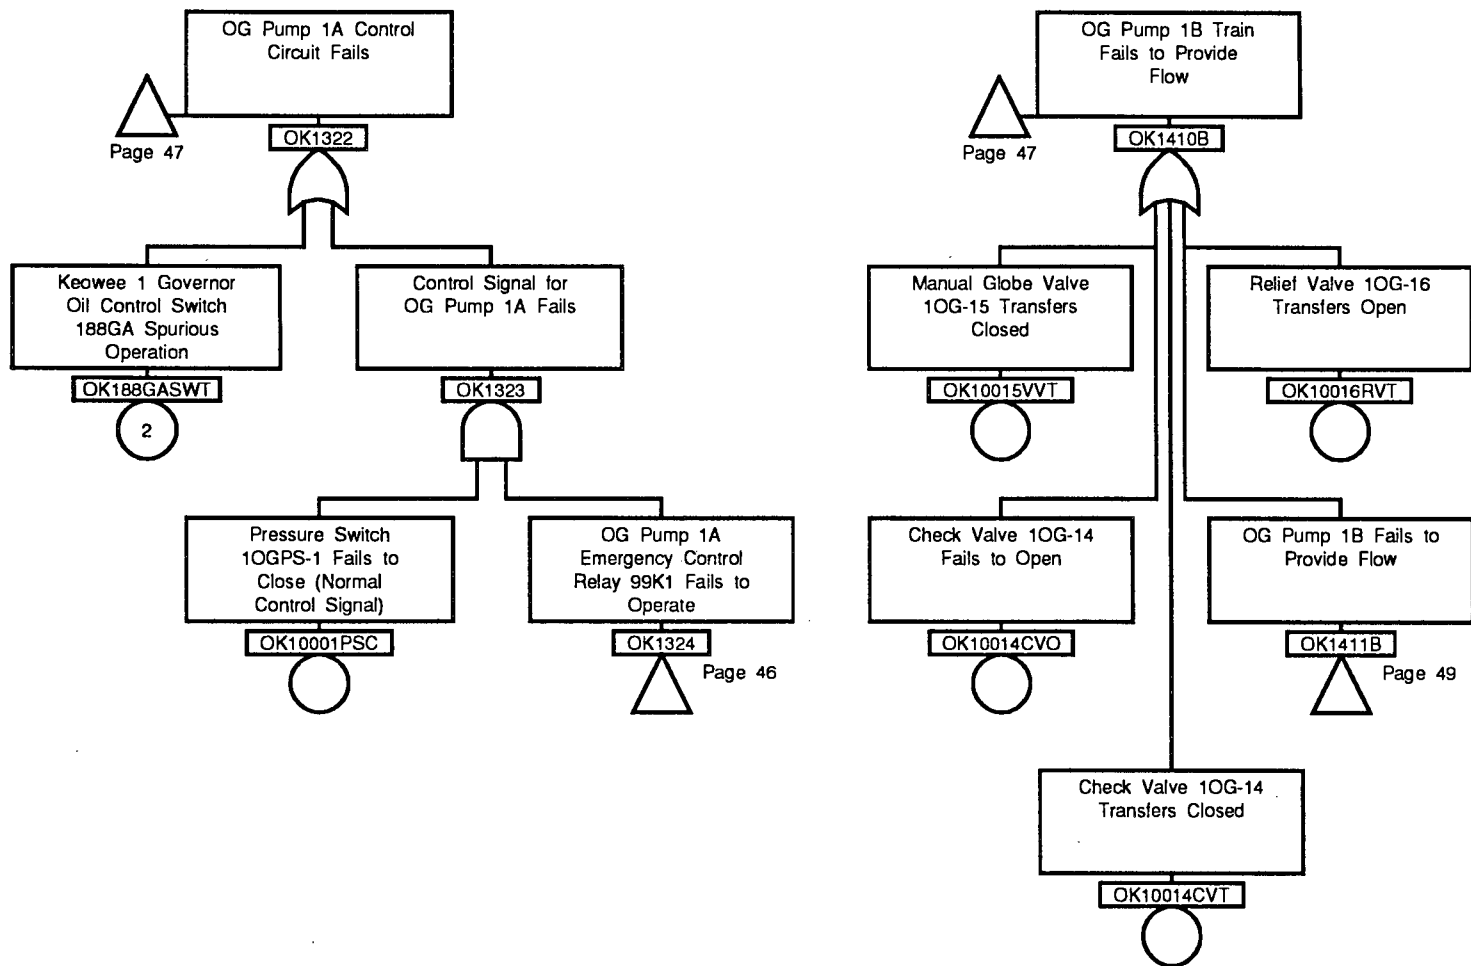 OG Pump 1A Control
Circuit Fails
Page 47
OK1322
Keowee 1 Governor
Oil Control Switch
188GA Spurious
Operation
OK188GASWT
2
Control Signal for
OG Pump 1A Fails
OK1323
Pressure Switch
1OGPS-1 Fails to
Close (Normal
Control Signal)
OK10001PSC
OG Pump 1A
Emergency Control
Relay 99K1 Fails to
Operate
OK1324
Page 46
OG Pump 1B Train
Fails to Provide
Flow
Page 47
OK1410B
Manual Globe Valve
1OG-15 Transfers
Closed
OK10015VVT
Relief Valve 1OG-16
Transfers Open
OK10016RVT
Check Valve 1OG-14
Fails to Open
OK10014CVO
OG Pump 1B Fails to
Provide Flow
OK1411B
Page 49
Check Valve 1OG-14
Transfers Closed
OK10014CVT